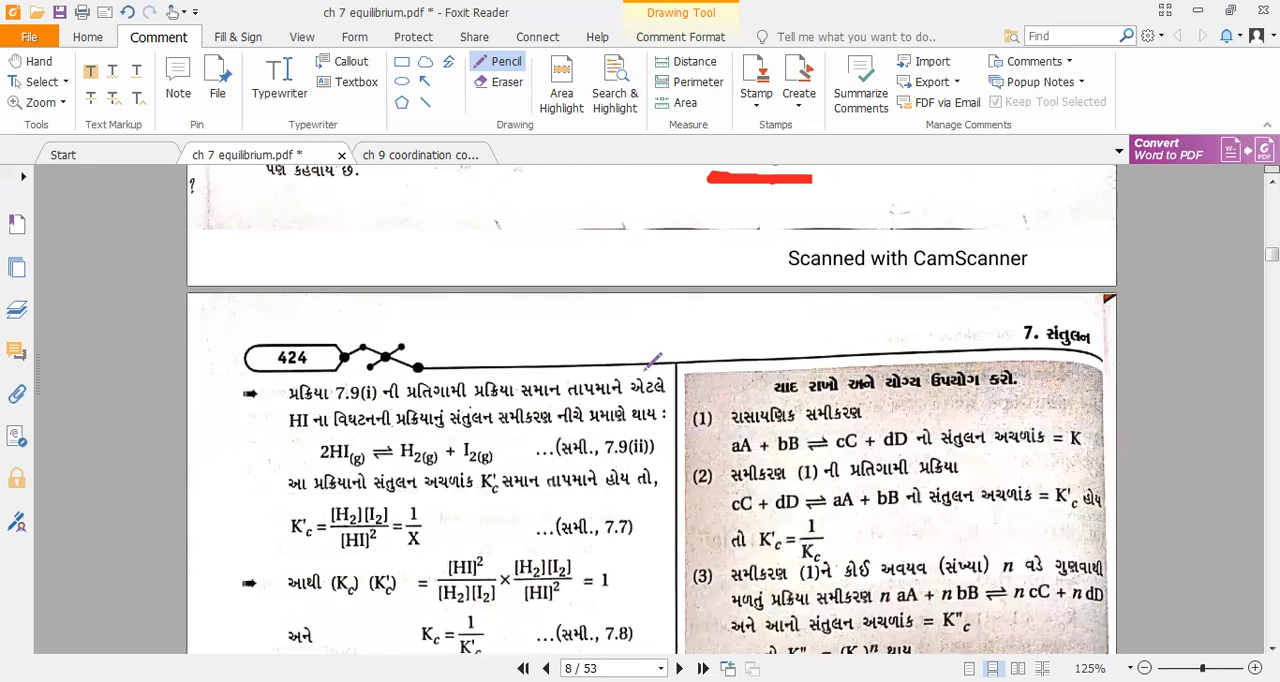 ch 7 equilibrium.pdf * - Foxit Reader
Drawing Tool
File Home Comment Fill & Sign View Form Protect Share Connect Help Comment Format Tell me what you want to do.. Find
Hand
Select
Zoom
Tools
Text Markup
Note
File
Pin
Typewriter
Callout
Textbox
Typewriter
Pencil
Eraser
Area Highlight
Search & Highlight
Drawing
Distance
Perimeter
Area
Measure
Stamp
Create
Stamps
Summarize Comments
Import
Export
FDF via Email
Comments
Popup Notes
Keep Tool Selected
Manage Comments
Start
ch 7 equilibrium.pdf *
ch 9 coordination co...
Convert Word to PDF
પણ કહેવાય છે.
?
Scanned with CamScanner
424
7. સંતુલન
➡ પ્રક્રિયા 7.9(i) ની પ્રતિગામી પ્રક્રિયા સમાન તાપમાને એટલે
HI ના વિઘટનની પ્રક્રિયાનું સંતુલન સમીકરણ નીચે પ્રમાણે થાય :
2HI(g) ⇌ H2(g) + I2(g) ...(સમી., 7.9(ii))
આ પ્રક્રિયાનો સંતુલન અચળાંક K'c સમાન તાપમાને હોય તો,
K'c = [H2][I2]/[HI]² = 1/X ...(સમી., 7.7)
➡ આથી (Kc) (K'c) = [HI]²/[H2][I2] × [H2][I2]/[HI]² = 1
અને Kc = 1/K'c ...(સમી., 7.8)
યાદ રાખો અને યોગ્ય ઉપયોગ કરો.
(1) રાસાયણિક સમીકરણ
aA + bB ⇌ cC + dD નો સંતુલન અચળાંક = K
(2) સમીકરણ (1) ની પ્રતિગામી પ્રક્રિયા
cC + dD ⇌ aA + bB નો સંતુલન અચળાંક = K'c હોય
તો K'c = 1/Kc
(3) સમીકરણ (1)ને કોઈ અવયવ (સંખ્યા) n વડે ગુણવાથી
મળતું પ્રક્રિયા સમીકરણ n aA + n bB ⇌ n cC + n dD
અને આનો સંતુલન અચળાંક = K"c
8 / 53
125%